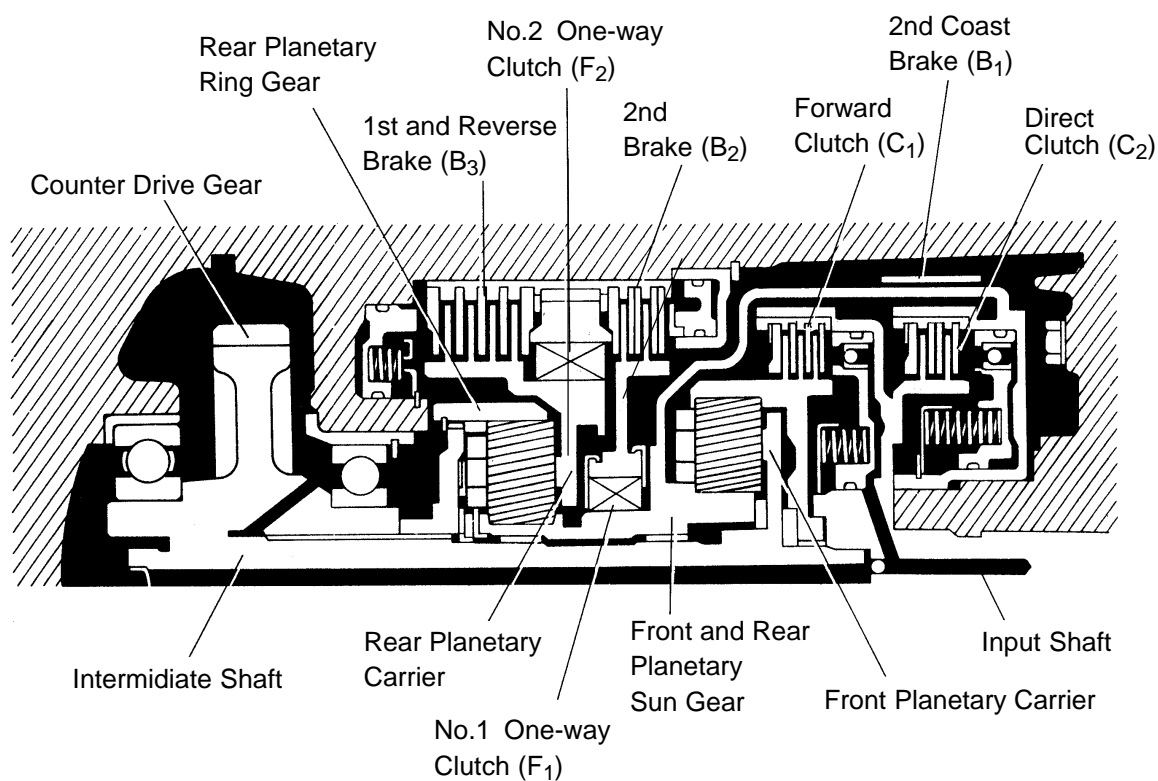 No.2 One-way
Clutch (F2)
2nd Coast
Brake (B1)
Rear Planetary
Ring Gear
1st and Reverse
Brake (B3)
2nd
Brake (B2)
Forward
Clutch (C1)
Direct
Clutch (C2)
Counter Drive Gear
Rear Planetary
Carrier
Front and Rear
Planetary
Sun Gear
Input Shaft
Intermidiate Shaft
Front Planetary Carrier
No.1 One-way
Clutch (F1)